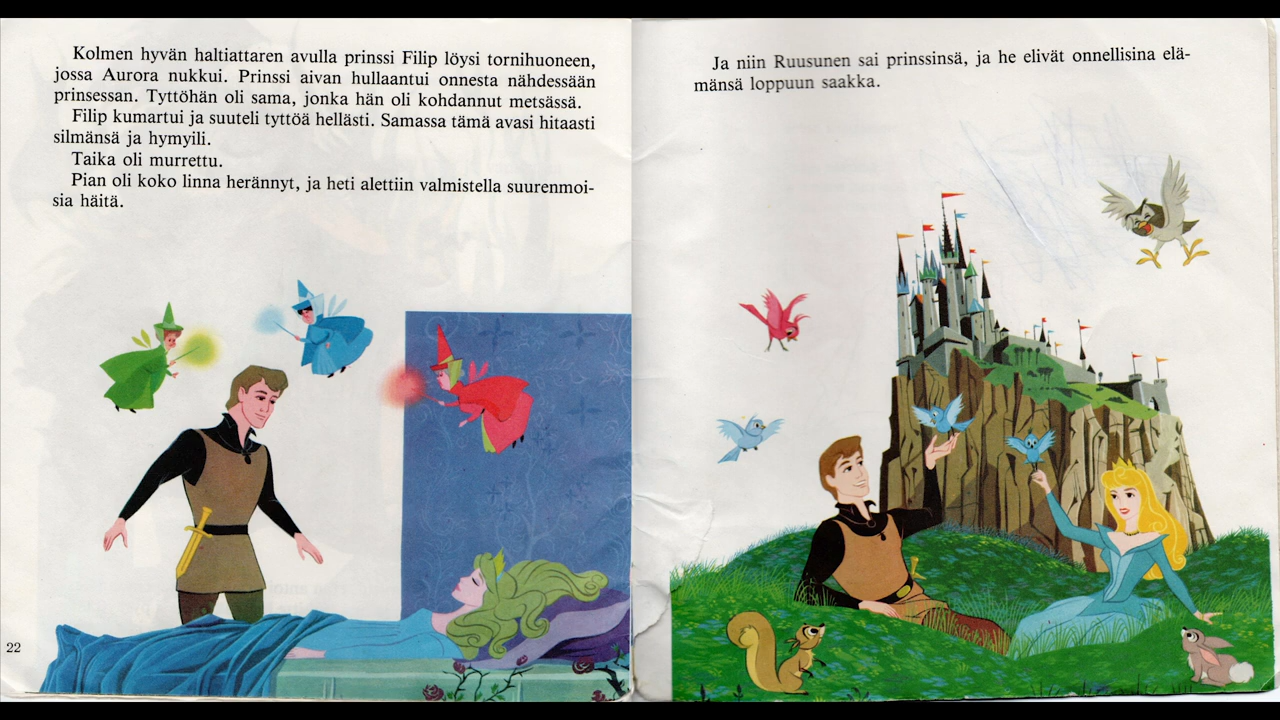 Kolmen hyvän haltiattaren avulla prinssi Filip löysi tornihuoneen,
jossa Aurora nukkui. Prinssi aivan hullaantui onnesta nähdessään
prinsessan. Tyttöhän oli sama, jonka hän oli kohdannut metsässä.
Filip kumartui ja suuteli tyttöä hellästi. Samassa tämä avasi hitaasti
silmänsä ja hymyili.
Taika oli murrettu.
Pian oli koko linna herännyt, ja heti alettiin valmistella suurenmoi-
sia häitä.
22
Ja niin Ruusunen sai prinssinsä, ja he elivät onnellisina elä-
mänsä loppuun saakka.